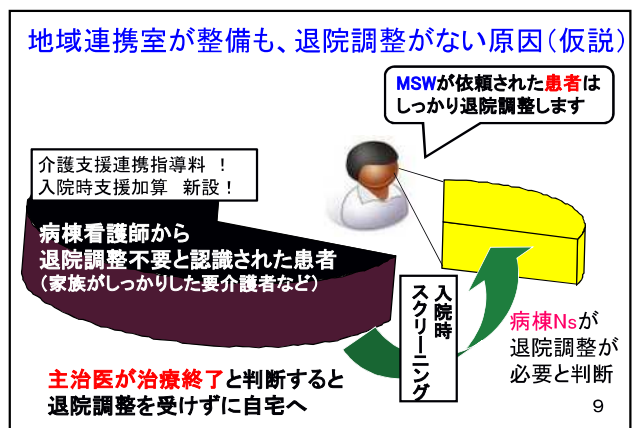 地域連携室が整備も、退院調整がない原因(仮説)
MSWが依頼された患者は
しっかり退院調整します
介護支援連携指導料 !
入院時支援加算 新設!
病棟看護師から
退院調整不要と認識された患者
(家族がしっかりした要介護者など)
入院時
スクリーニング
病棟Nsが
退院調整が
必要と判断
主治医が治療終了と判断すると
退院調整を受けずに自宅へ
9